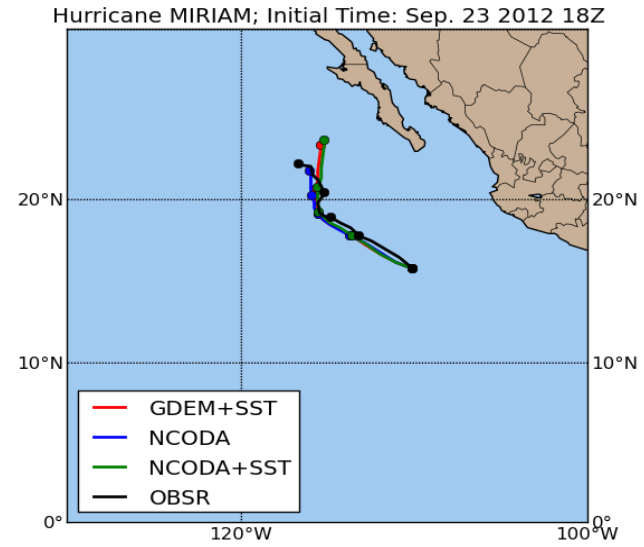 Hurricane MIRIAM; Initial Time: Sep. 23 2012 18Z
20°N 20°N
10°N 10°N
GDEM+SST
NCODA
NCODA+SST
OBSR
0° 0°
120°W 100°W